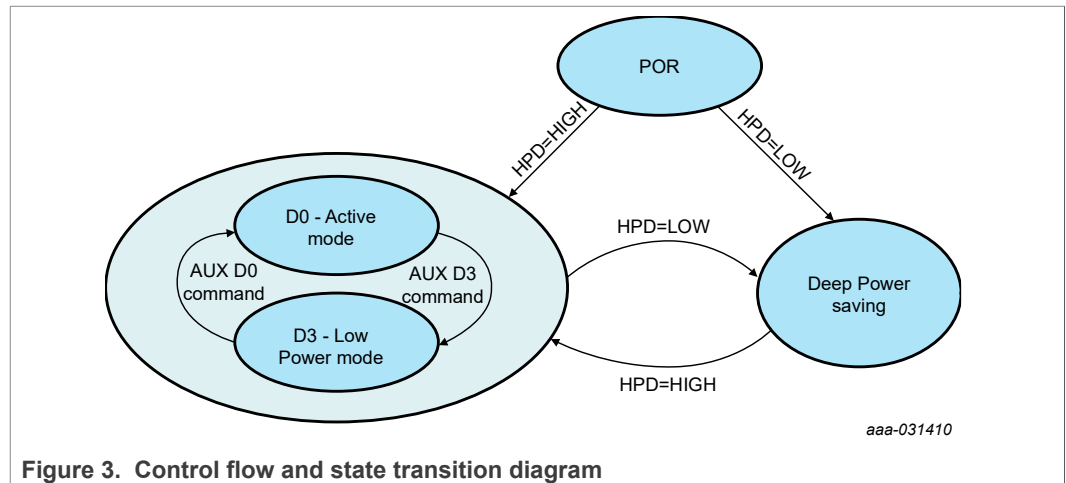 POR
HPD=HIGH
HPD=LOW
D0 - Active
mode
HPD=LOW
AUX D0
command
AUX D3
command
Deep Power
saving
D3 - Low
Power mode
HPD=HIGH
aaa-031410
Figure 3. Control flow and state transition diagram